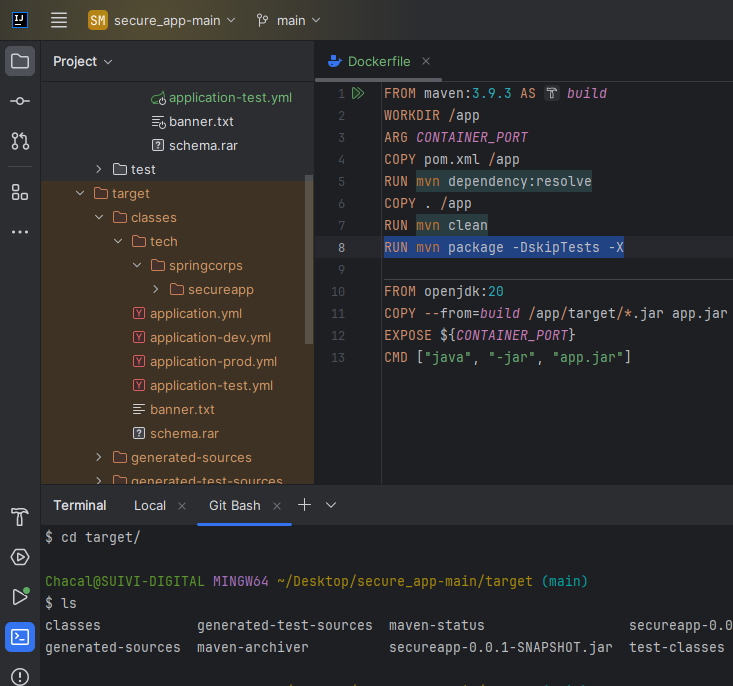 IJ
SM secure_app-main main
Project
Dockerfile
application-test.yml
banner.txt
schema.rar
test
target
classes
tech
springcorps
secureapp
application.yml
application-dev.yml
application-prod.yml
application-test.yml
banner.txt
schema.rar
generated-sources
generated-test-sources
1 FROM maven:3.9.3 AS build
2 WORKDIR /app
3 ARG CONTAINER_PORT
4 COPY pom.xml /app
5 RUN mvn dependency:resolve
6 COPY . /app
7 RUN mvn clean
8 RUN mvn package -DskipTests -X
9
10 FROM openjdk:20
11 COPY --from=build /app/target/*.jar app.jar
12 EXPOSE ${CONTAINER_PORT}
13 CMD ["java", "-jar", "app.jar"]
Terminal Local Git Bash
$ cd target/
Chacal@SUIVI-DIGITAL MINGW64 ~/Desktop/secure_app-main/target (main)
$ ls
classes generated-test-sources maven-status secureapp-0.0
generated-sources maven-archiver secureapp-0.0.1-SNAPSHOT.jar test-classes